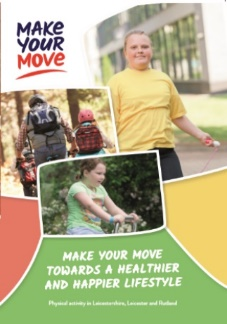 MAKE
YOUR
MOVE
MAKE YOUR MOVE
TOWARDS A HEALTHIER
AND HAPPIER LIFESTYLE
Physical activity in Leicestershire, Leicester and Rutland